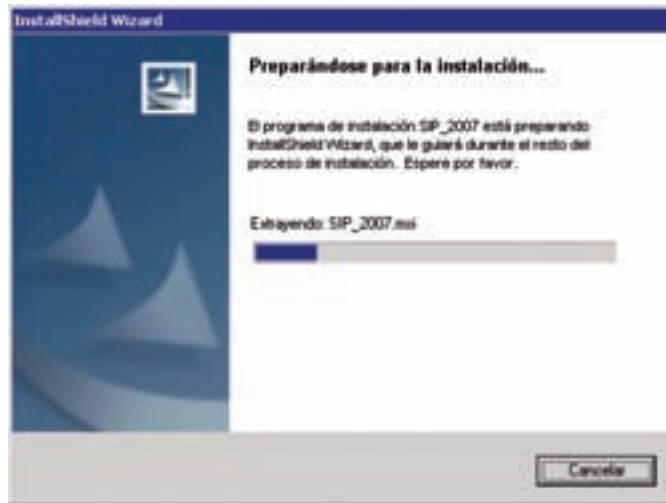 InstallShield Wizard
Preparándose para la instalación...
El programa de instalación SIP_2007 está preparando
InstallShield Wizard, que le guiará durante el resto del
proceso de instalación. Espere por favor.
Extrayendo: SIP_2007.msi
Cancelar